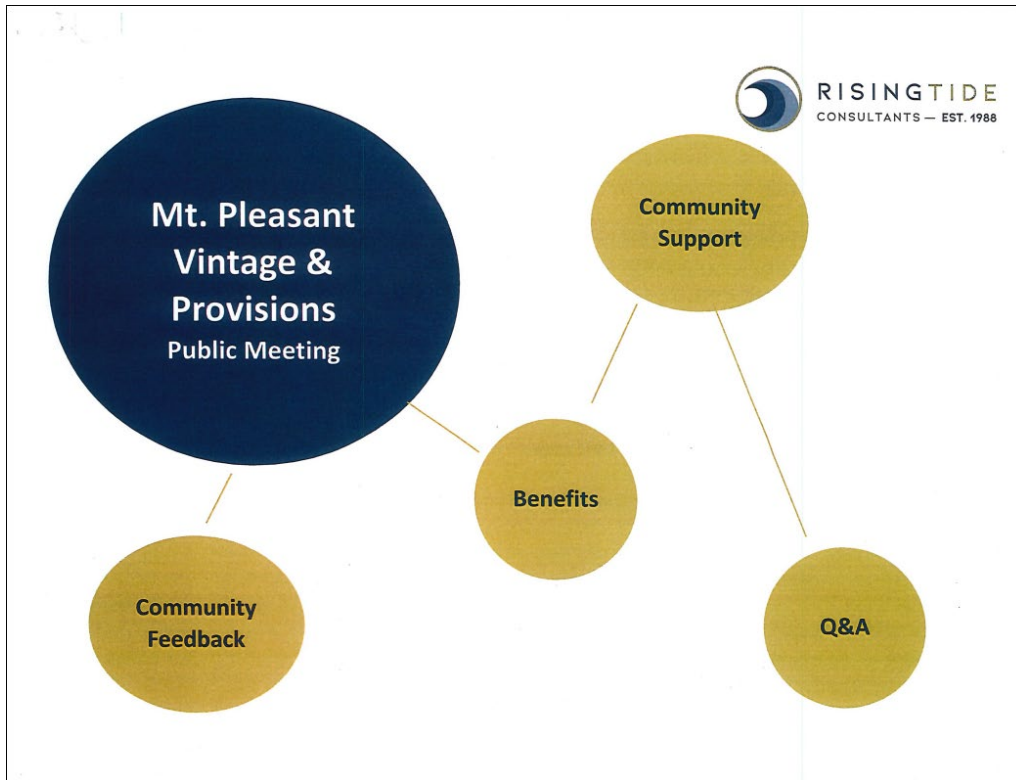 RISINGTIDE
CONSULTANTS — EST. 1988
Mt. Pleasant
Vintage &
Provisions
Public Meeting
Community
Support
Benefits
Community
Feedback
Q&A